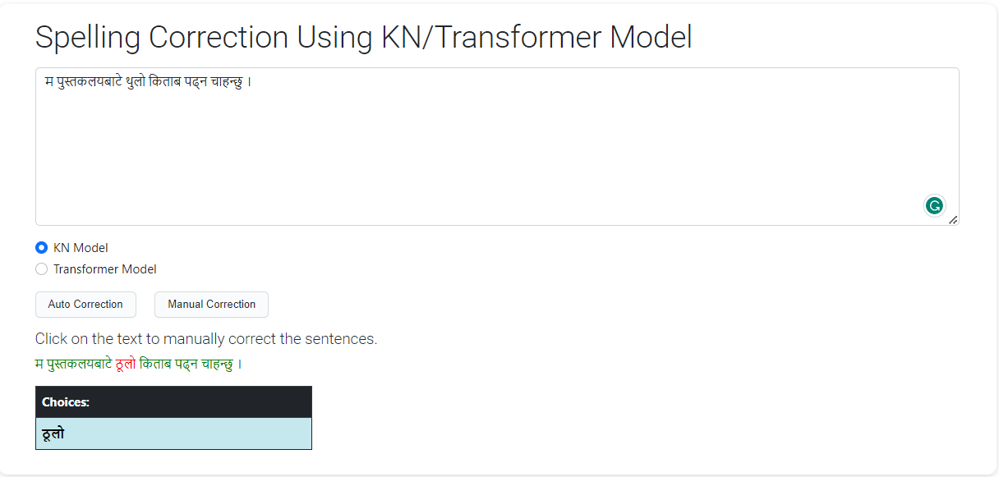 Spelling Correction Using KN/Transformer Model
म पुस्तकलयबाटे थुलो किताब पढ्न चाहन्छु ।
KN Model
Transformer Model
Auto Correction Manual Correction
Click on the text to manually correct the sentences.
म पुस्तकलयबाटे ठूलो किताब पढ्न चाहन्छु ।
Choices:
ठूलो